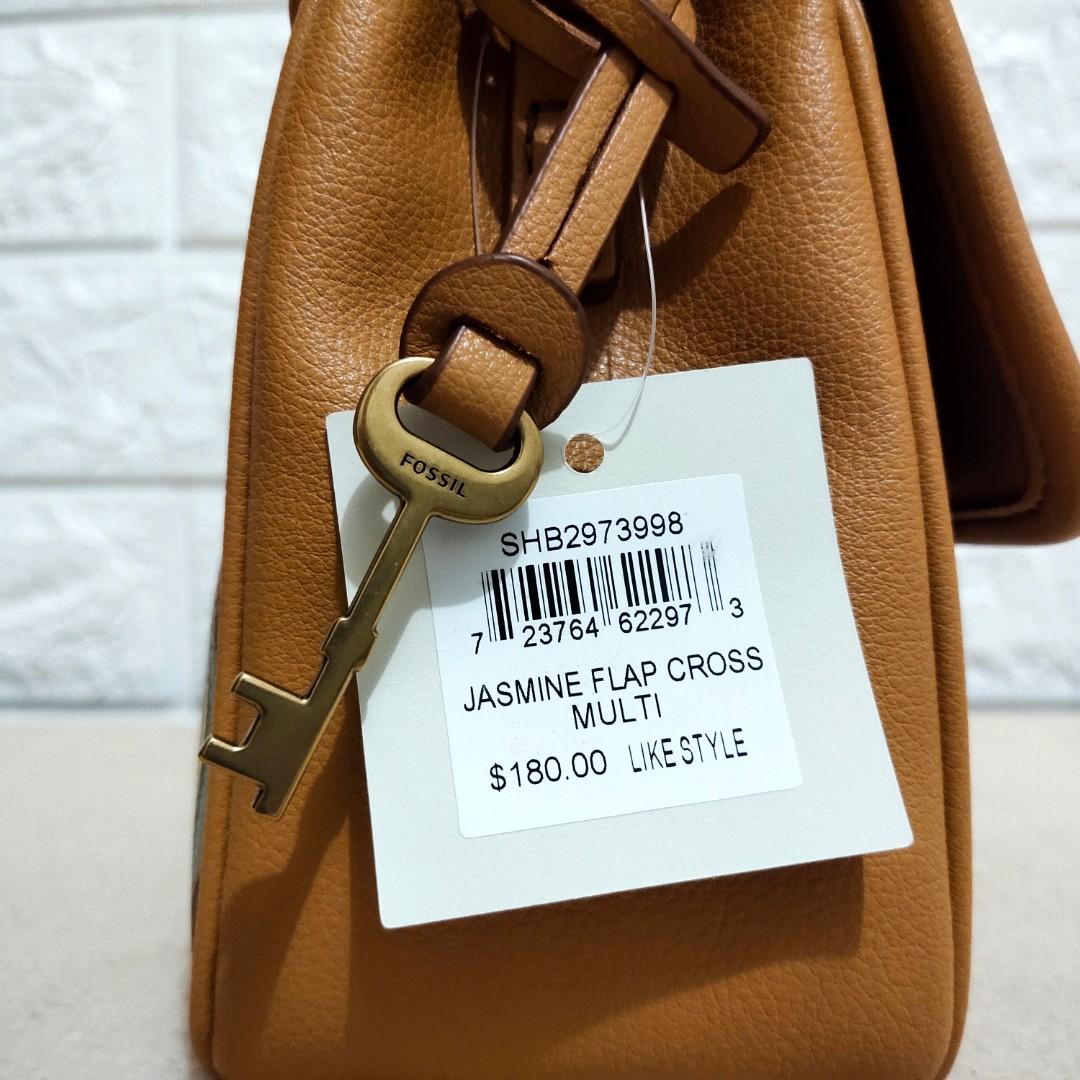 FOSSIL
SHB2973998
7 23764 62297 3
JASMINE FLAP CROSS
MULTI
$180.00 LIKE STYLE